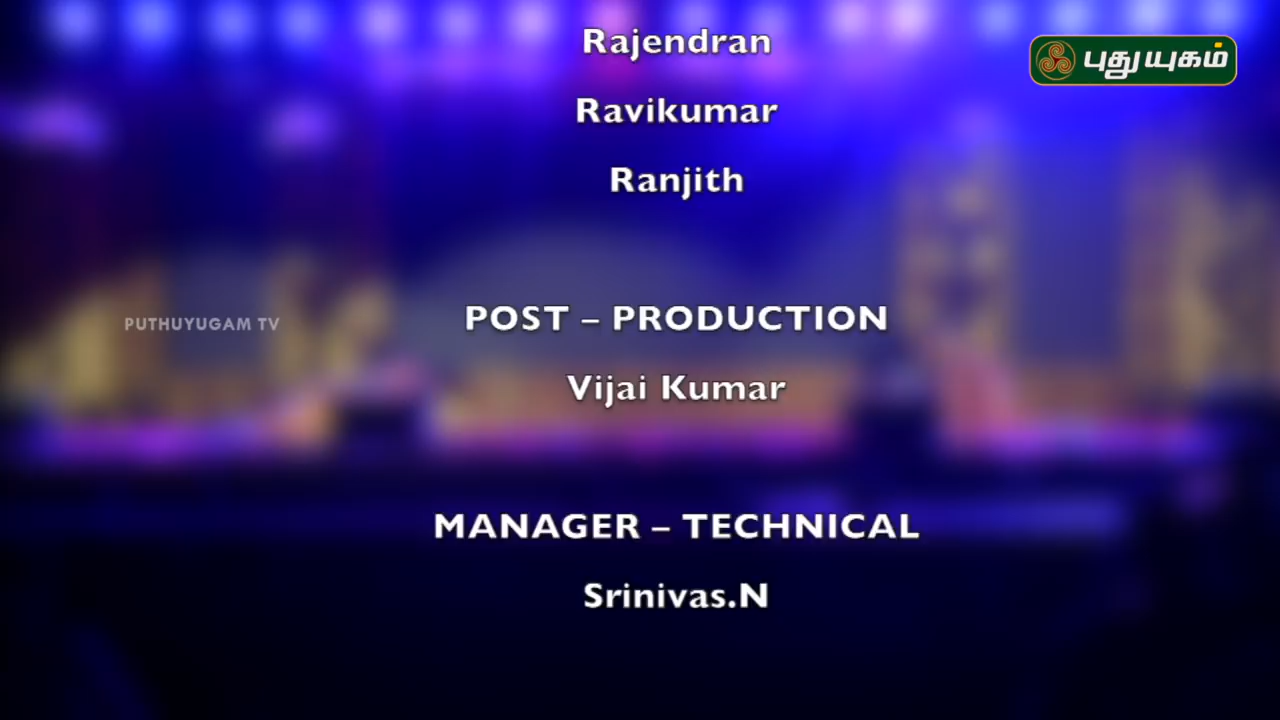 Rajendran
புதுயுகம்
Ravikumar
Ranjith
POST – PRODUCTION
PUTHUYUGAM TV
Vijai Kumar
MANAGER – TECHNICAL
Srinivas.N